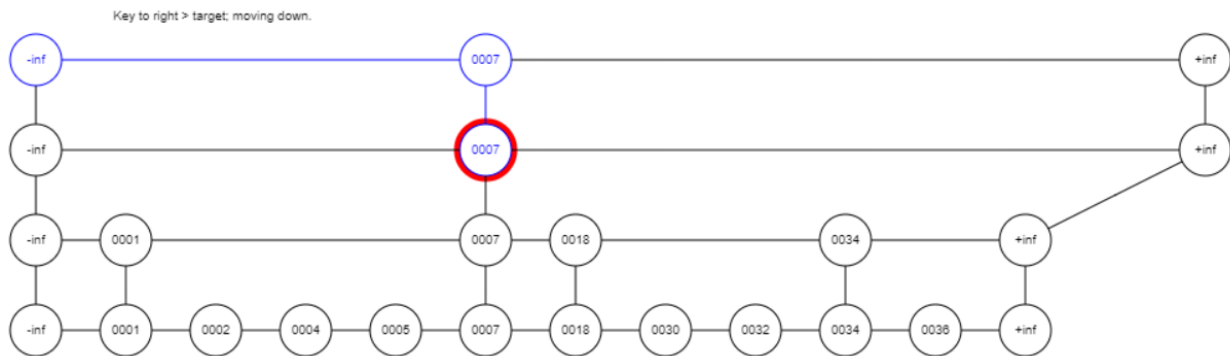 Key to right > target; moving down.
-inf 0007 +inf
-inf 0007 +inf
-inf 0001 0007 0018 0034 +inf
-inf 0001 0002 0004 0005 0007 0018 0030 0032 0034 0036 +inf